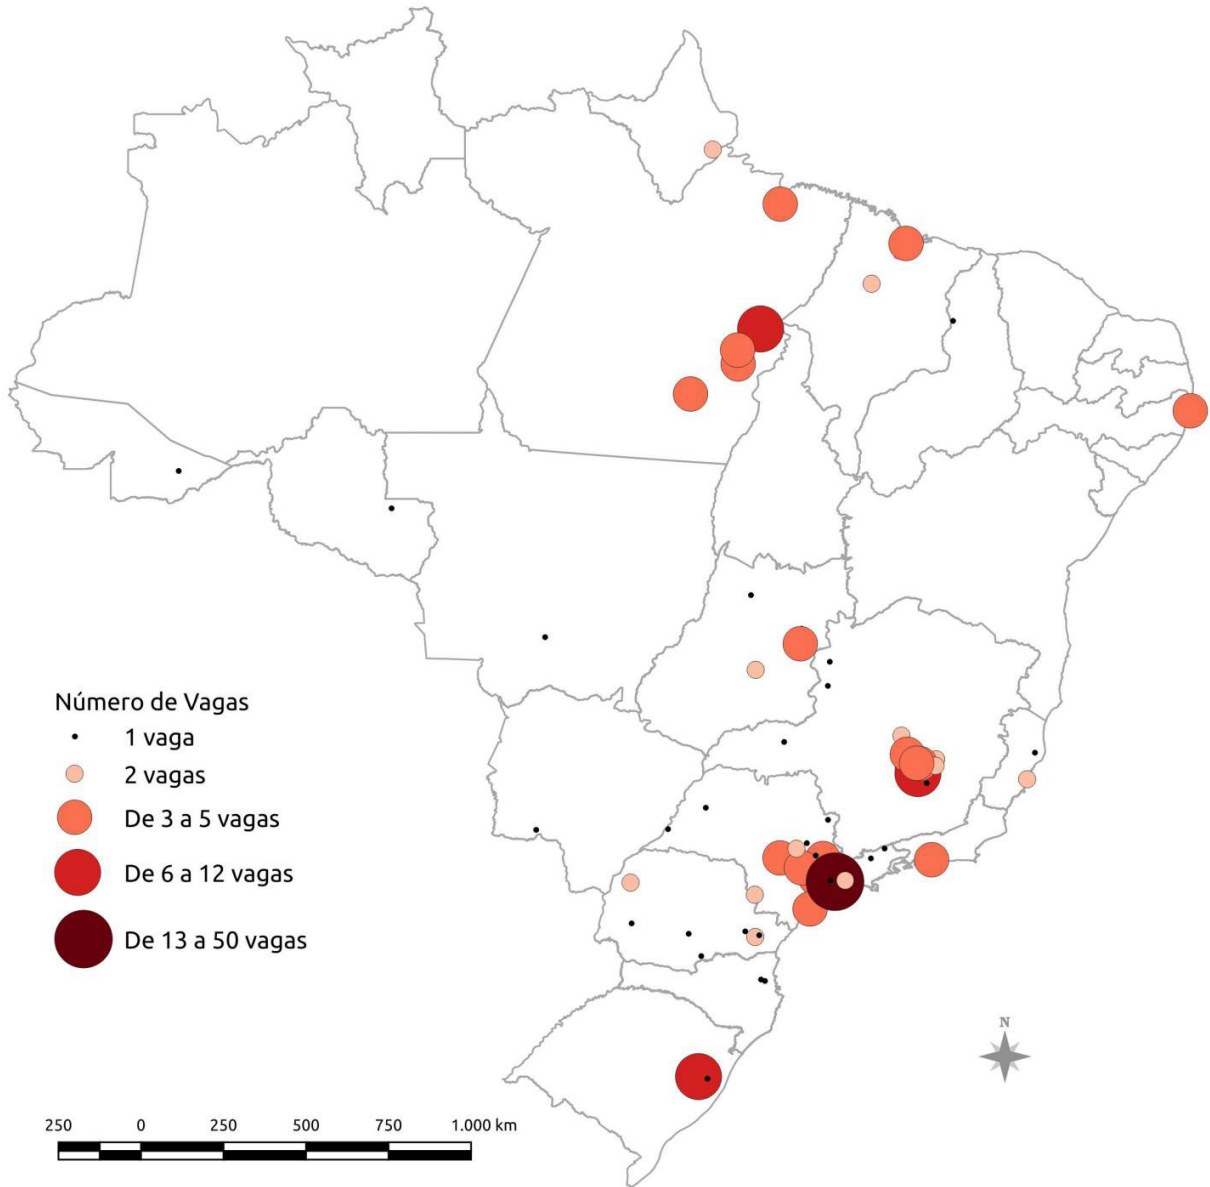 Número de Vagas
1 vaga
2 vagas
De 3 a 5 vagas
De 6 a 12 vagas
De 13 a 50 vagas
N
250 0 250 500 750 1.000 km